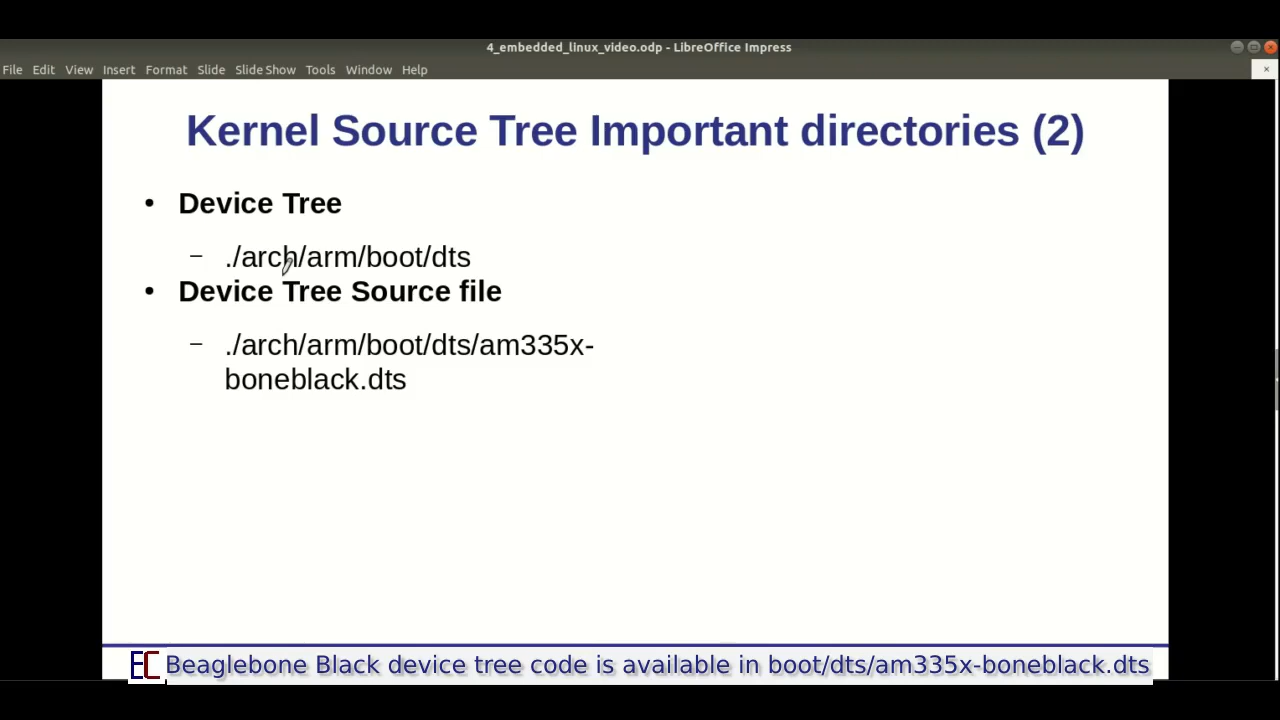 4_embedded_linux_video.odp - LibreOffice Impress
File Edit View Insert Format Slide Slide Show Tools Window Help
Kernel Source Tree Important directories (2)
• Device Tree
– ./arch/arm/boot/dts
• Device Tree Source file
– ./arch/arm/boot/dts/am335x-
boneblack.dts
EC Beaglebone Black device tree code is available in boot/dts/am335x-boneblack.dts